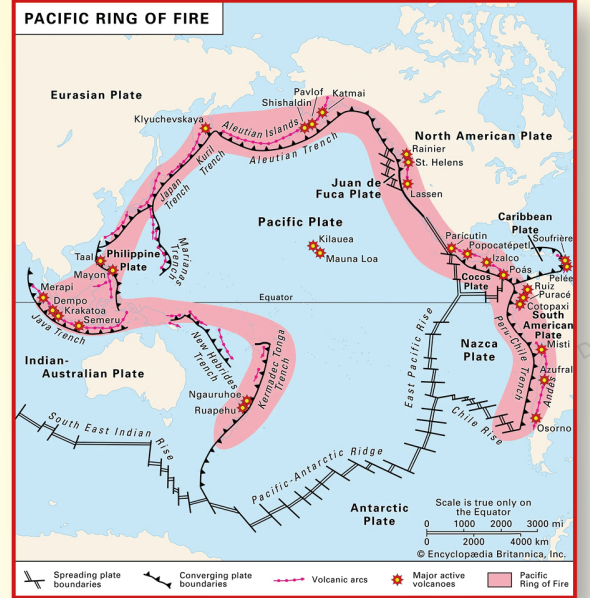 PACIFIC RING OF FIRE
Eurasian Plate
Klyuchevskaya
Shishaldin
Pavlof
Katmai
Aleutian Islands
Aleutian Trench
Kuril
Trench
Japan
Trench
North American Plate
Rainier
St. Helens
Lassen
Juan de
Fuca Plate
Pacific Plate
Kilauea
Mauna Loa
Marianas
Trench
Taal
Philippine
Plate
Mayon
Merapi
Dempo
Krakatoa
Semeru
Java Trench
Equator
Paricutín
Popocatépetl
Izalco
Poás
Caribbean
Plate
Soufrière
Pelée
Cocos
Plate
Ruiz
Puracé
Cotopaxi
South
American
Plate
Misti
Azufral
Andes
Osorno
Peru-Chile Trench
Nazca
Plate
East Pacific Rise
Chile Rise
Indian-
Australian Plate
New Hebrides
Trench
Kermadec Tonga
Trench
Ngauruhoe
Ruapehu
South East Indian Rise
Pacific-Antarctic Ridge
Antarctic
Plate
Scale is true only on
the Equator
0 1000 2000 3000 mi
0 2000 4000 km
© Encyclopædia Britannica, Inc.
Spreading plate
boundaries
Converging plate
boundaries
Volcanic arcs
Major active
volcanoes
Pacific
Ring of Fire